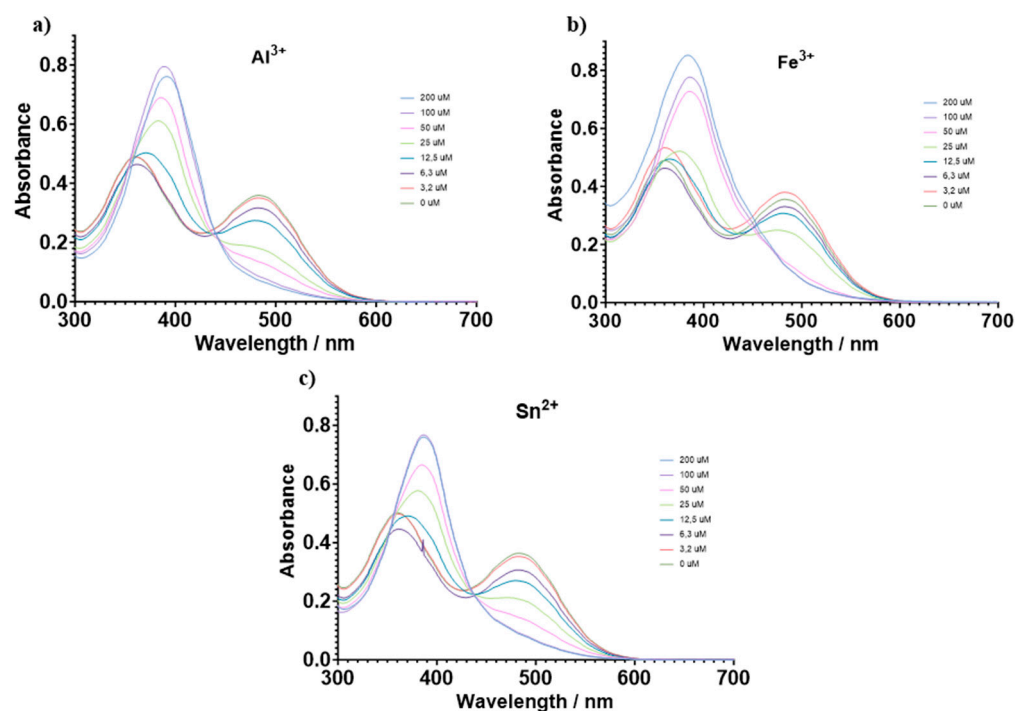 a)
Al3+
0.8
0.6
0.4
0.2
0.0
300
400
500
600
700
Absorbance
Wavelength / nm
200 uM
100 uM
50 uM
25 uM
12,5 uM
6,3 uM
3,2 uM
0 uM
b)
Fe3+
0.8
0.6
0.4
0.2
0.0
300
400
500
600
700
Absorbance
Wavelength / nm
200 uM
100 uM
50 uM
25 uM
12,5 uM
6,3 uM
3,2 uM
0 uM
c)
Sn2+
0.8
0.6
0.4
0.2
0.0
300
400
500
600
700
Absorbance
Wavelength / nm
200 uM
100 uM
50 uM
25 uM
12,5 uM
6,3 uM
3,2 uM
0 uM